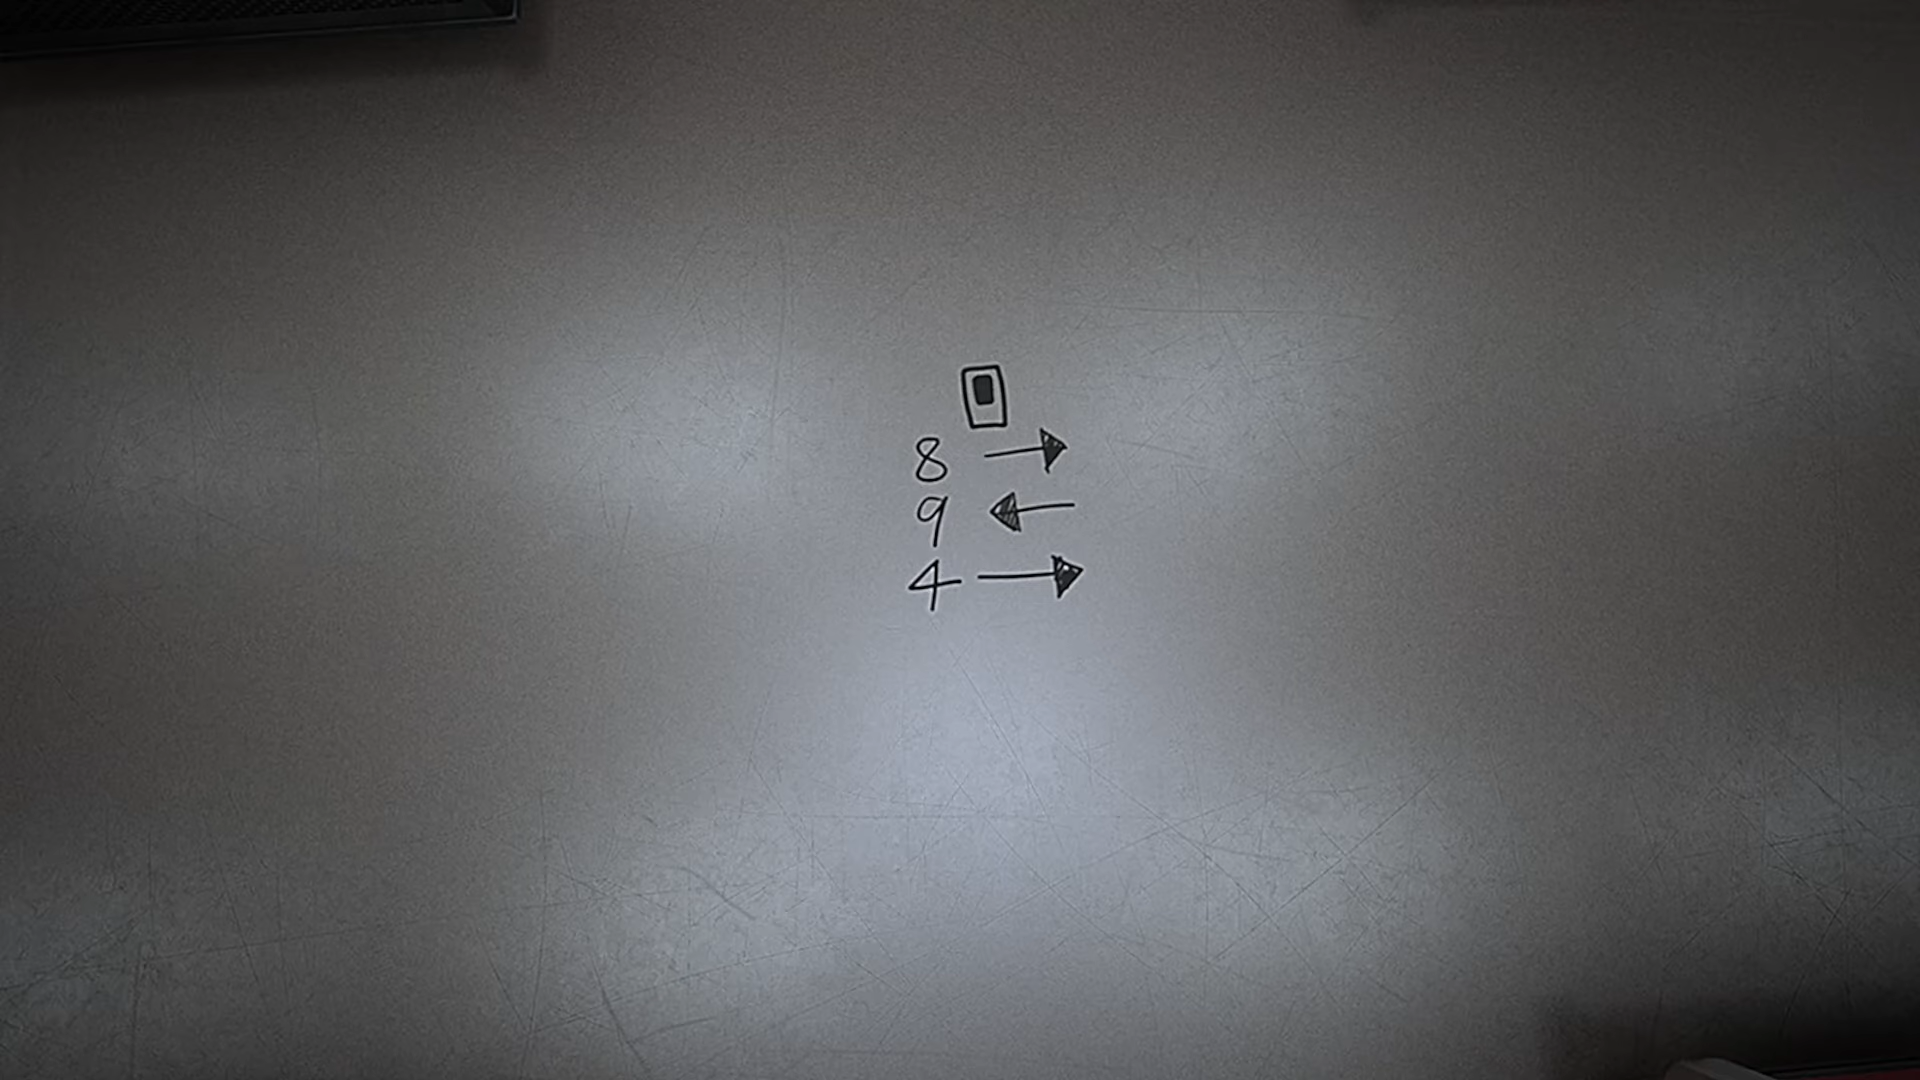 8 →
9 ←
4 →